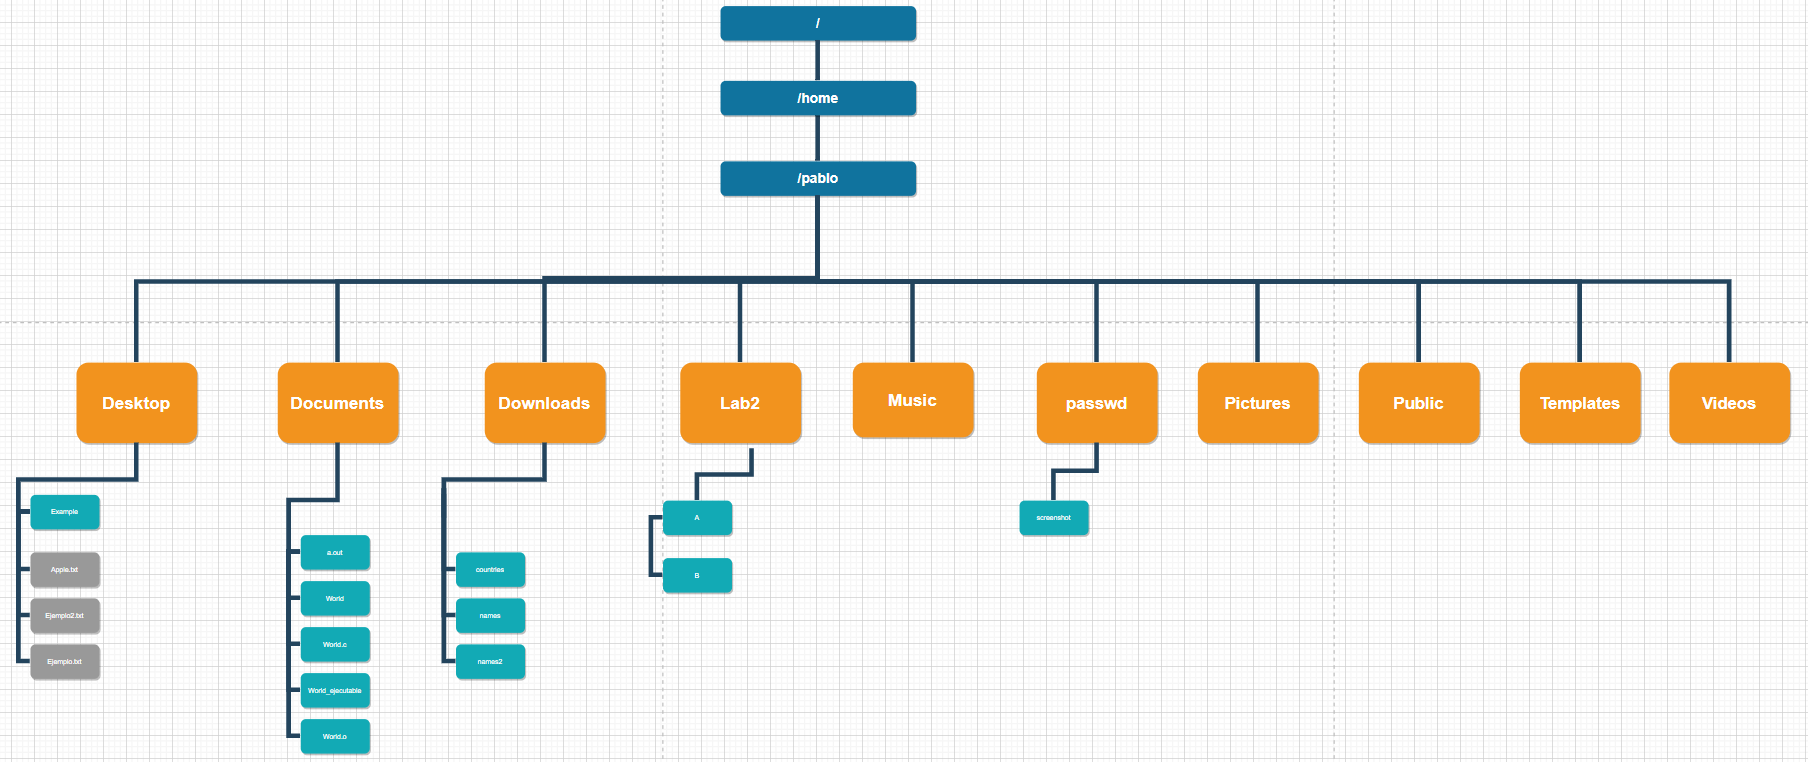 /
/home
/pablo
Desktop
Documents
Downloads
Lab2
Music
passwd
Pictures
Public
Templates
Videos
Example
Apple.txt
Ejemplo2.txt
Ejemplo.txt
a.out
World
World.c
World_ejecutable
World.o
countries
names
names2
A
B
screenshot